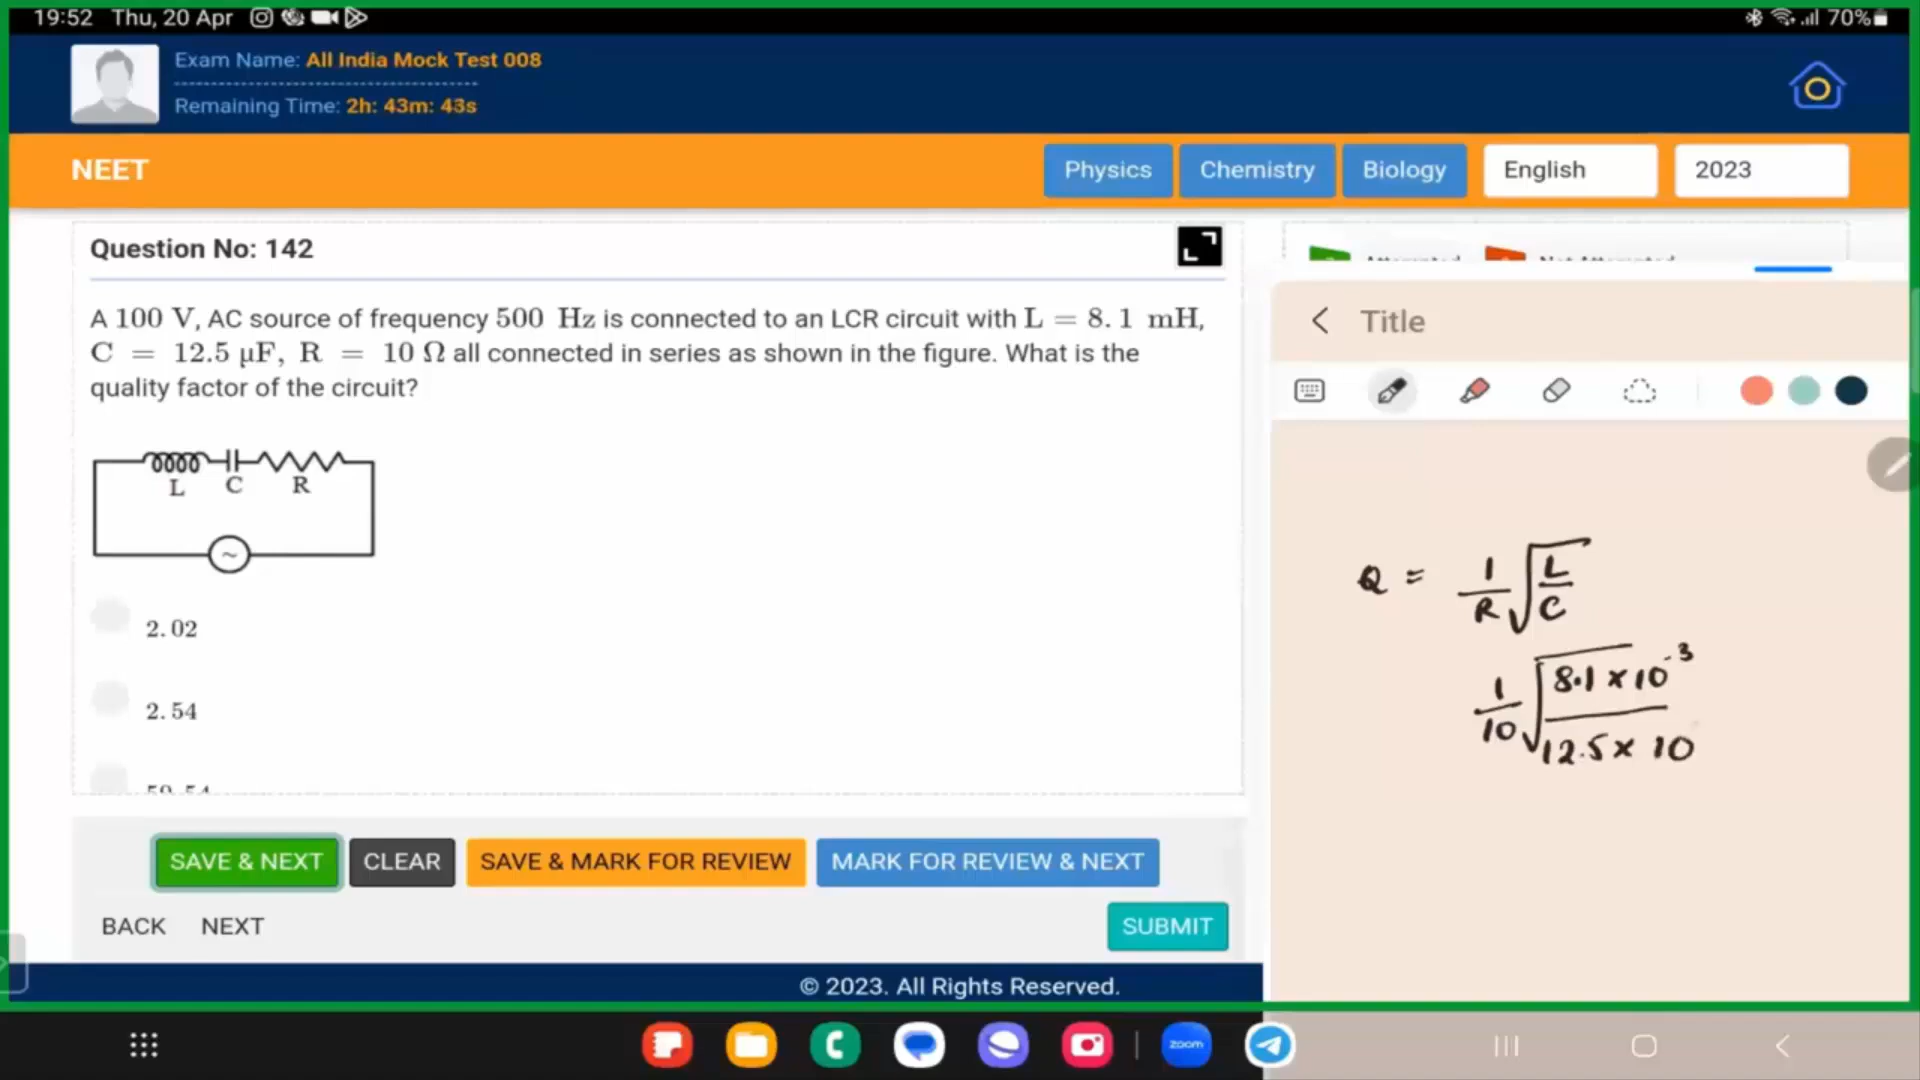 19:52 Thu, 20 Apr 70%
Exam Name: All India Mock Test 008
Remaining Time: 2h: 43m: 43s
NEET Physics Chemistry Biology English 2023
Question No: 142
A 100 V, AC source of frequency 500 Hz is connected to an LCR circuit with L = 8.1 mH,
C = 12.5 μF, R = 10 Ω all connected in series as shown in the figure. What is the
quality factor of the circuit?
L C R
~
2.02
2.54
SAVE & NEXT CLEAR SAVE & MARK FOR REVIEW MARK FOR REVIEW & NEXT
BACK NEXT SUBMIT
© 2023. All Rights Reserved.
Title
Q = 1/R √(L/C)
1/10 √(8.1 × 10^-3 / 12.5 × 10)
zoom